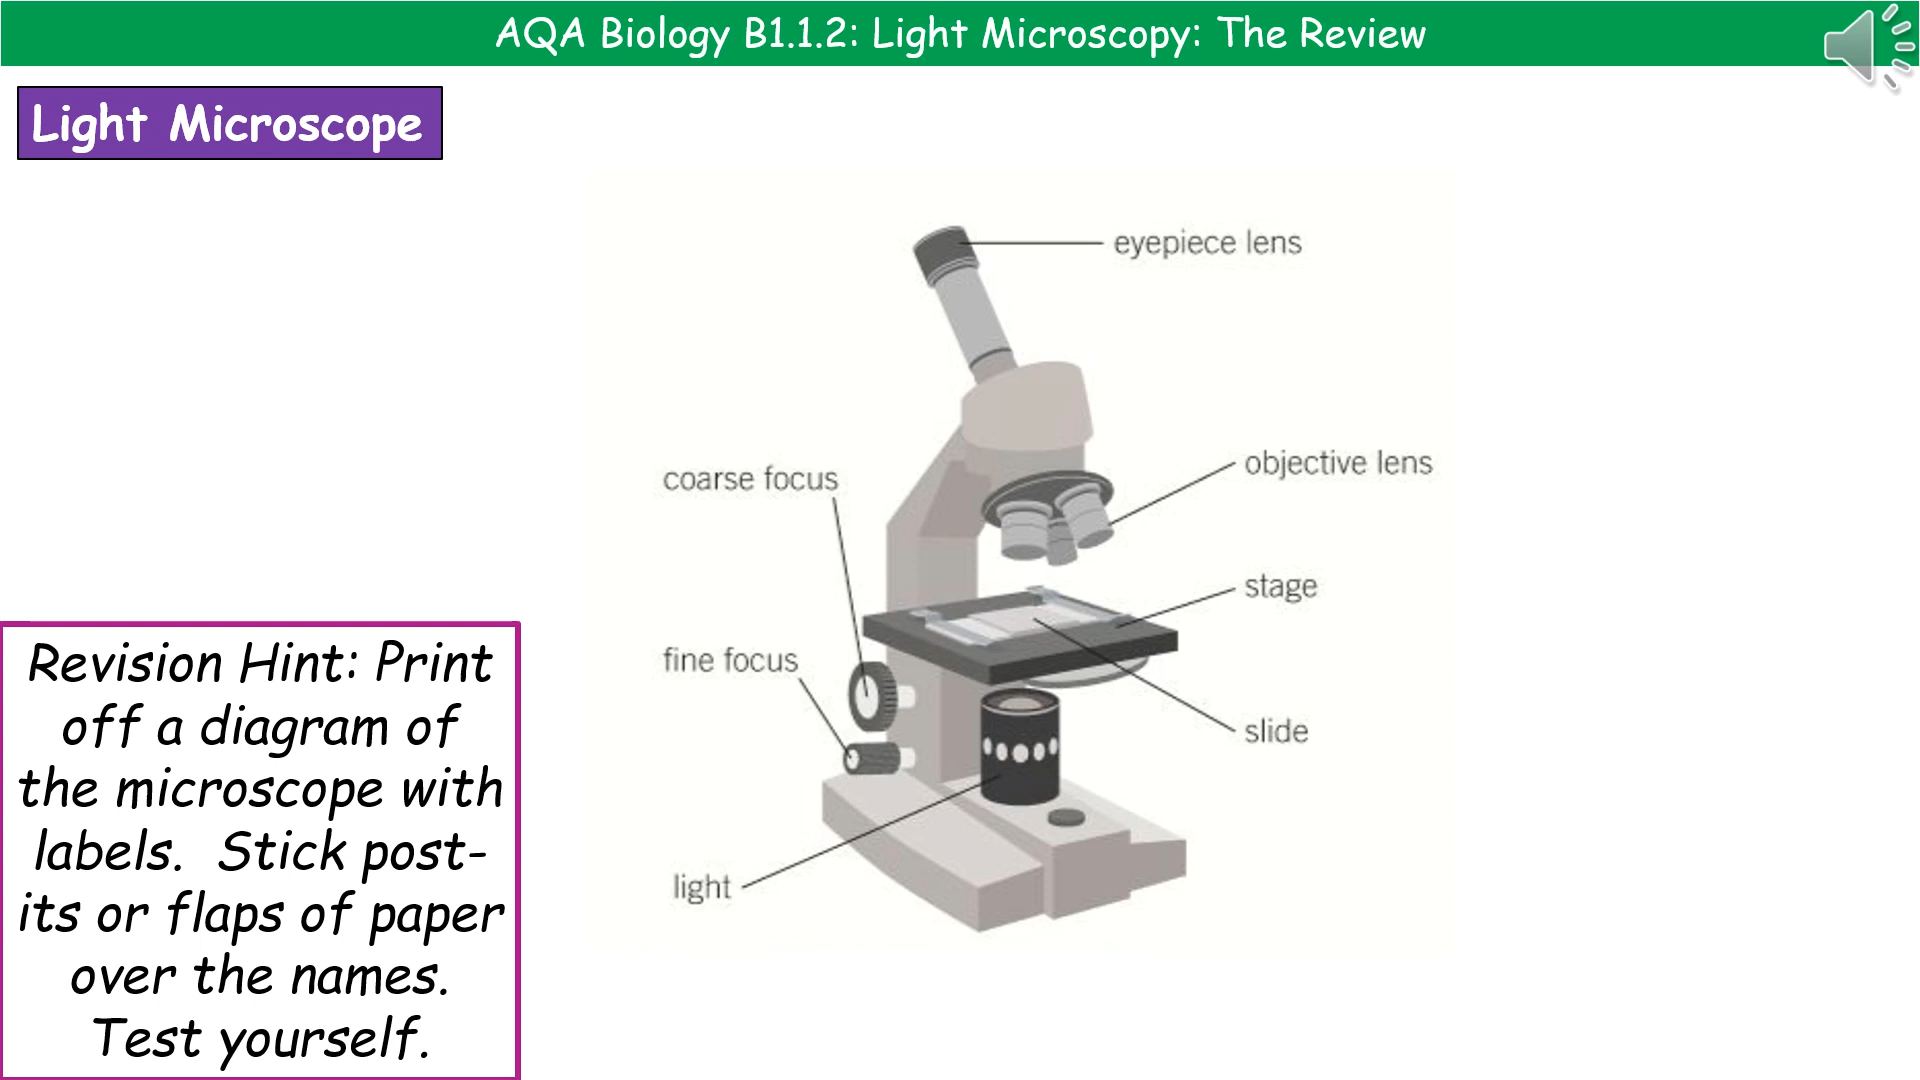 AQA Biology B1.1.2: Light Microscopy: The Review
Light Microscope
eyepiece lens
objective lens
coarse focus
stage
fine focus
slide
light
Revision Hint: Print
off a diagram of
the microscope with
labels.  Stick post-
its or flaps of paper
over the names.
Test yourself.